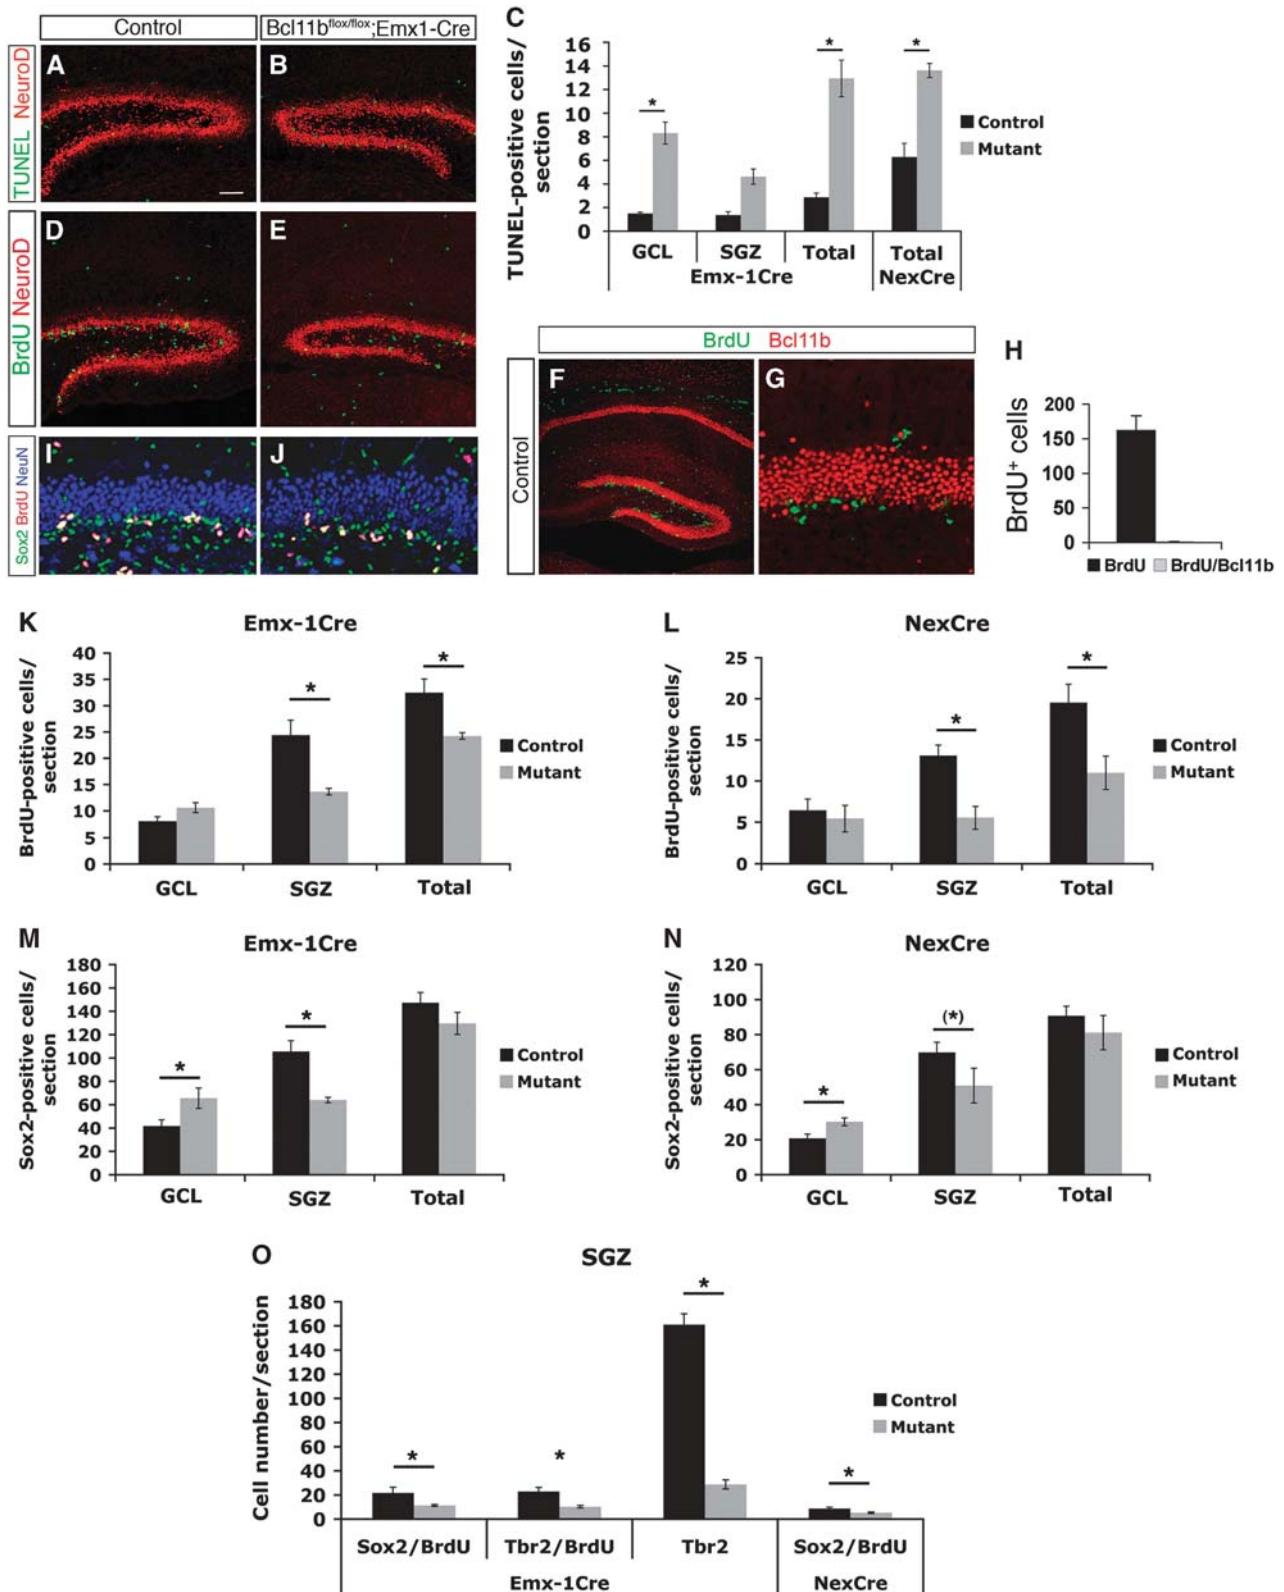 Control
Bcl11bflox/flox;Emx1-Cre
TUNEL NeuroD
A
B
C
TUNEL-positive cells/
section
16
14
12
10
8
6
4
2
0
*
*
*
Control
Mutant
GCL
SGZ
Total
Total
Emx-1Cre
NexCre
BrdU NeuroD
D
E
BrdU Bcl11b
Control
F
G
H
BrdU+ cells
200
150
100
50
0
BrdU
BrdU/Bcl11b
Sox2 BrdU NeuN
I
J
K
Emx-1Cre
BrdU-positive cells/
section
40
35
30
25
20
15
10
5
0
*
*
Control
Mutant
GCL
SGZ
Total
L
NexCre
BrdU-positive cells/
section
25
20
15
10
5
0
*
*
Control
Mutant
GCL
SGZ
Total
M
Emx-1Cre
Sox2-positive cells/
section
180
160
140
120
100
80
60
40
20
0
*
*
Control
Mutant
GCL
SGZ
Total
N
NexCre
Sox2-positive cells/
section
120
100
80
60
40
20
0
*
(*)
Control
Mutant
GCL
SGZ
Total
O
SGZ
Cell number/section
180
160
140
120
100
80
60
40
20
0
*
*
*
*
Control
Mutant
Sox2/BrdU
Tbr2/BrdU
Tbr2
Sox2/BrdU
Emx-1Cre
NexCre